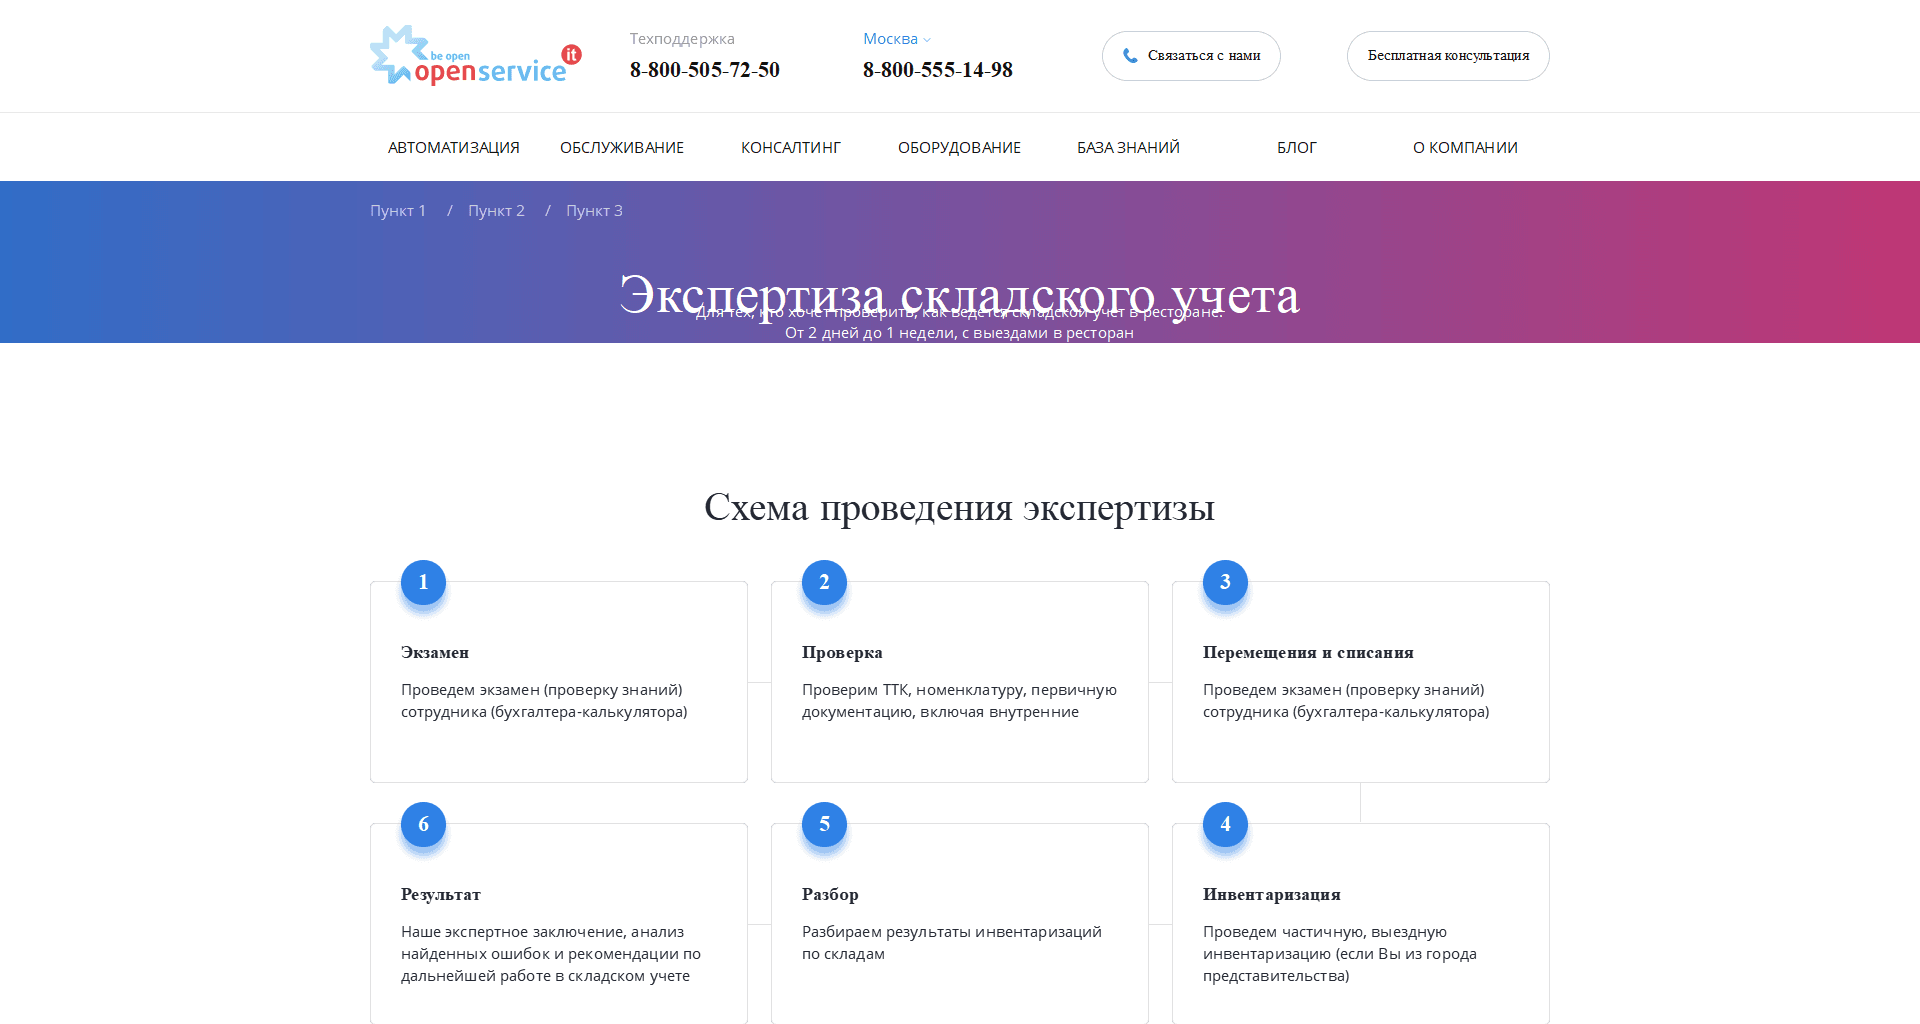 be open
openservice it
Техподдержка
8-800-505-72-50
Москва
8-800-555-14-98
Связаться с нами
Бесплатная консультация
АВТОМАТИЗАЦИЯ ОБСЛУЖИВАНИЕ КОНСАЛТИНГ ОБОРУДОВАНИЕ БАЗА ЗНАНИЙ БЛОГ О КОМПАНИИ
Пункт 1 / Пункт 2 / Пункт 3
Экспертиза складского учета
Для тех, кто хочет проверить, как ведется складской учет в ресторане.
От 2 дней до 1 недели, с выездами в ресторан
Схема проведения экспертизы
1
Экзамен
Проведем экзамен (проверку знаний)
сотрудника (бухгалтера-калькулятора)
2
Проверка
Проверим ТТК, номенклатуру, первичную
документацию, включая внутренние
3
Перемещения и списания
Проведем экзамен (проверку знаний)
сотрудника (бухгалтера-калькулятора)
6
Результат
Наше экспертное заключение, анализ
найденных ошибок и рекомендации по
дальнейшей работе в складском учете
5
Разбор
Разбираем результаты инвентаризаций
по складам
4
Инвентаризация
Проведем частичную, выездную
инвентаризацию (если Вы из города
представительства)